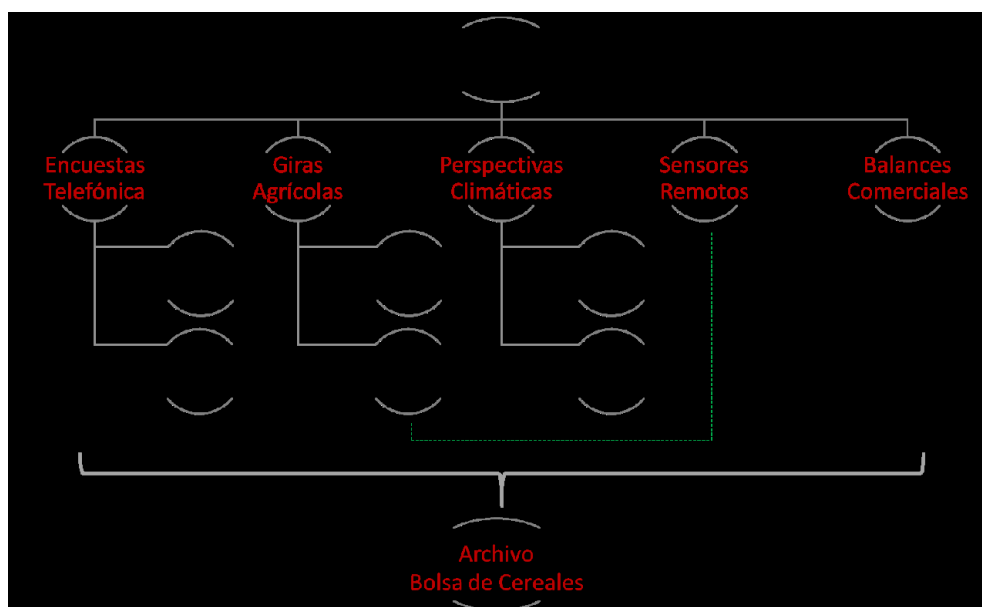 Encuestas
Telefónica
Giras
Agrícolas
Perspectivas
Climáticas
Sensores
Remotos
Balances
Comerciales
Archivo
Bolsa de Cereales